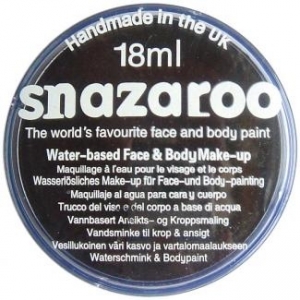 Handmade in the UK
18ml
snazaroo
The world's favourite face and body paint
Water-based Face & Body Make-up
Maquillage à l'eau pour le visage et le corps
Wasserlösliches Make-up für Face-und Body-painting
Maquillaje al agua para cara y cuerpo
Trucco del viso e del corpo a base di acqua
Vannbasert Ansikts- og Kroppsmaling
Vandsminke til krop & ansigt
Vesiliukoinen väri kasvo ja vartalomaalaukseen
Waterschmink & Bodypaint